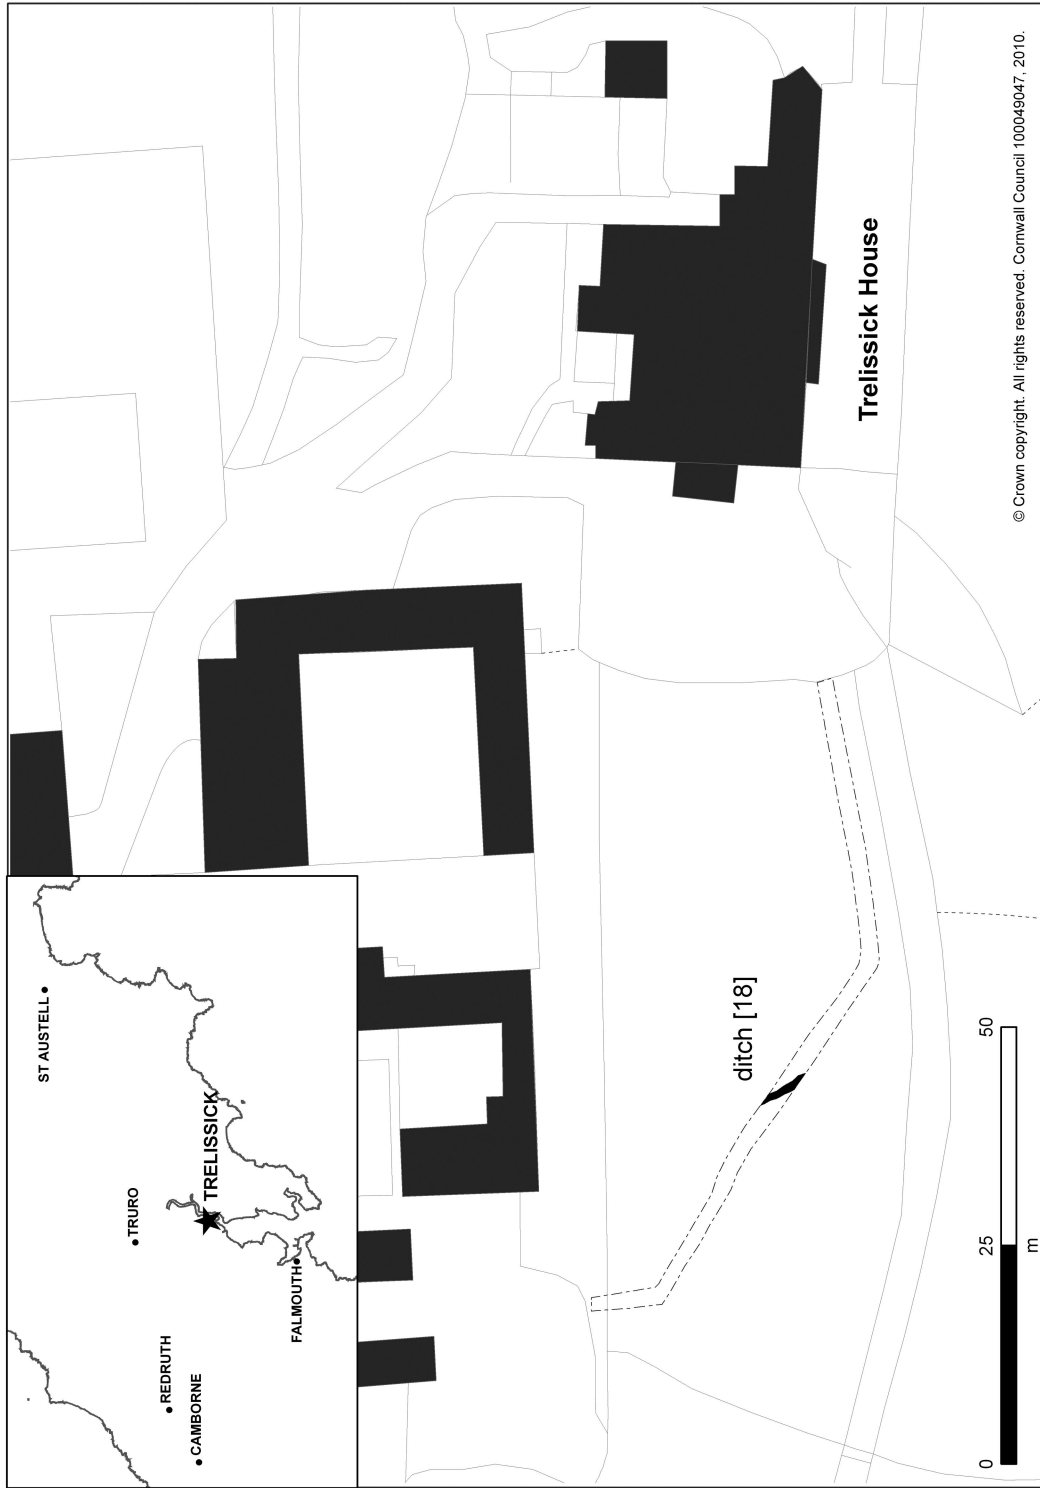 ST AUSTELL
TRURO
TRELISSICK
REDRUTH
FALMOUTH
CAMBORNE
Trelissick House
ditch [18]
0
25
50
m
© Crown copyright. All rights reserved. Cornwall Council 100049047, 2010.